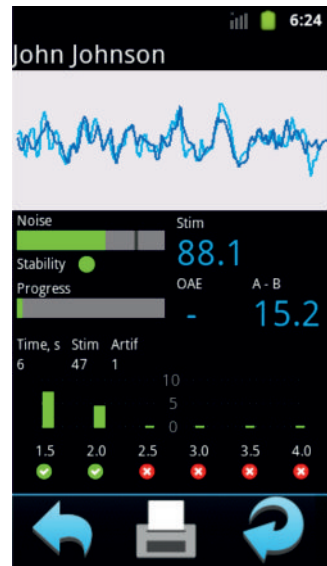 6:24
John Johnson
Noise
Stim
88.1
Stability
OAE A - B
Progress
- 15.2
Time, s Stim Artif
6 47 1
10
5
0
1.5 2.0 2.5 3.0 3.5 4.0